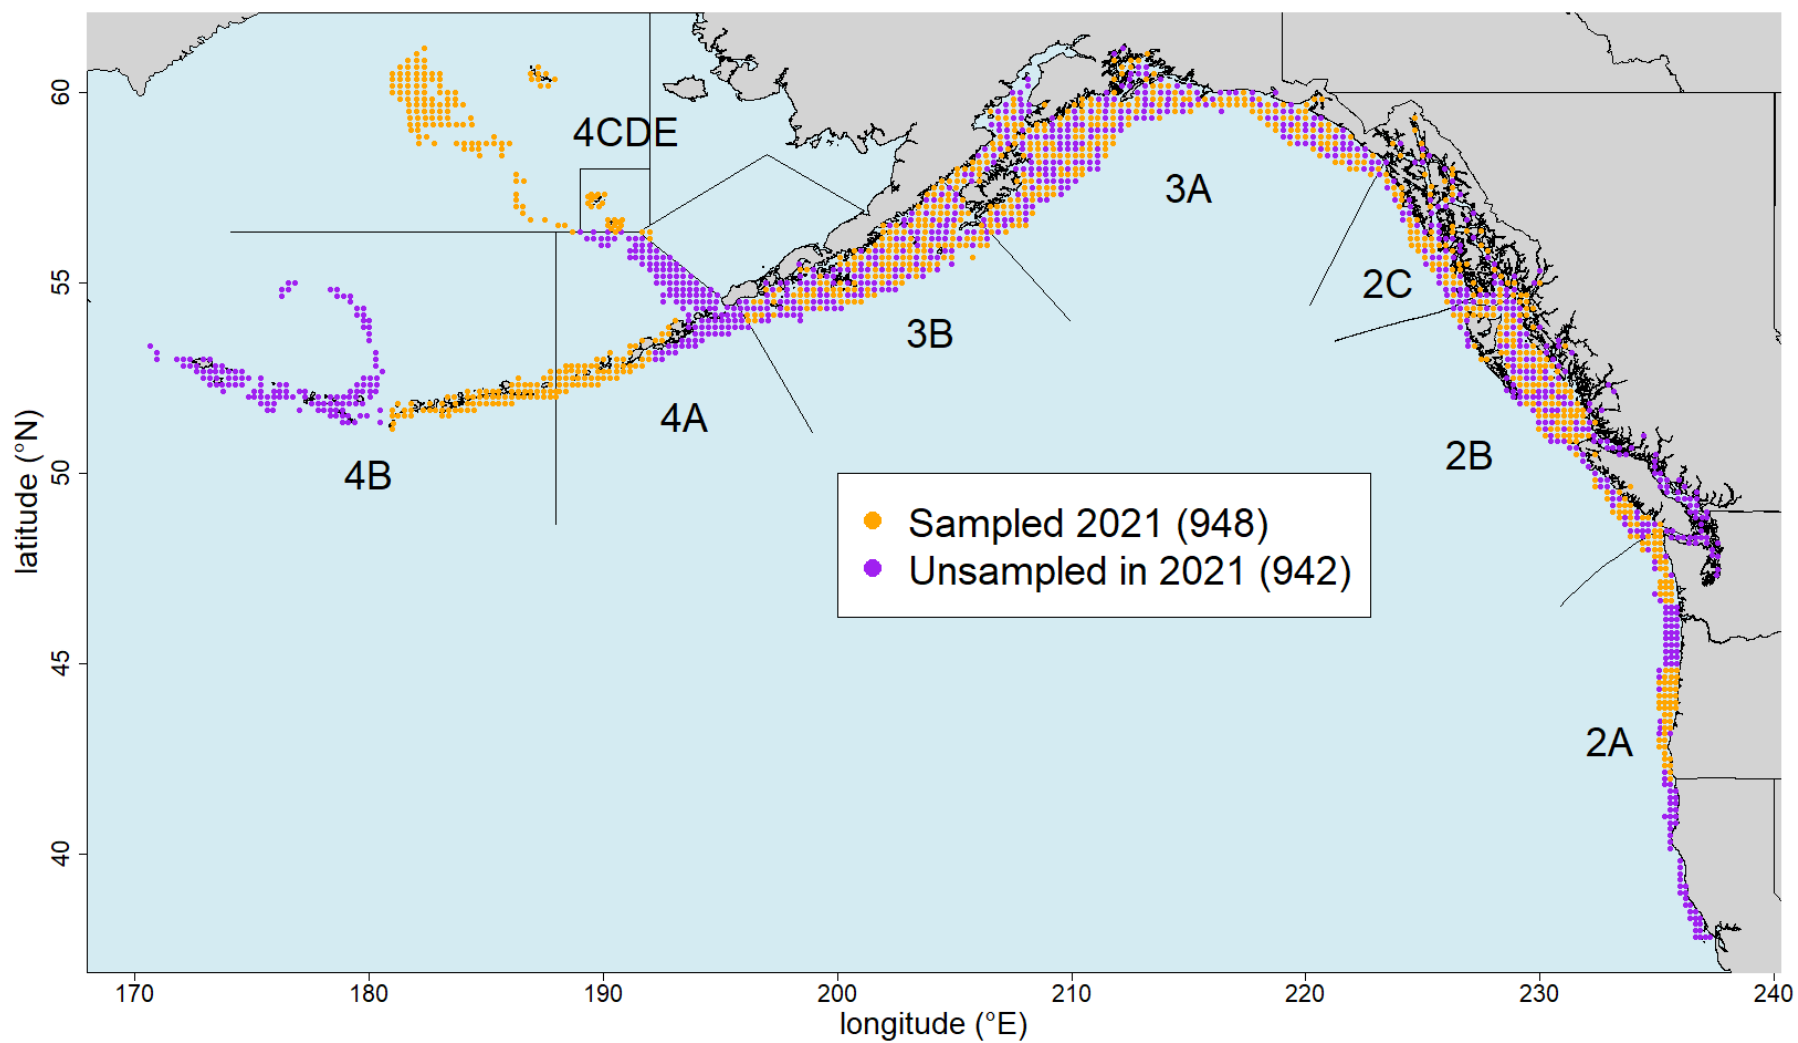 4CDE
3A
2C
3B
4A
2B
4B
Sampled 2021 (948)
Unsampled in 2021 (942)
2A
latitude (°N)
60
55
50
45
40
170 180 190 200 210 220 230 240
longitude (°E)